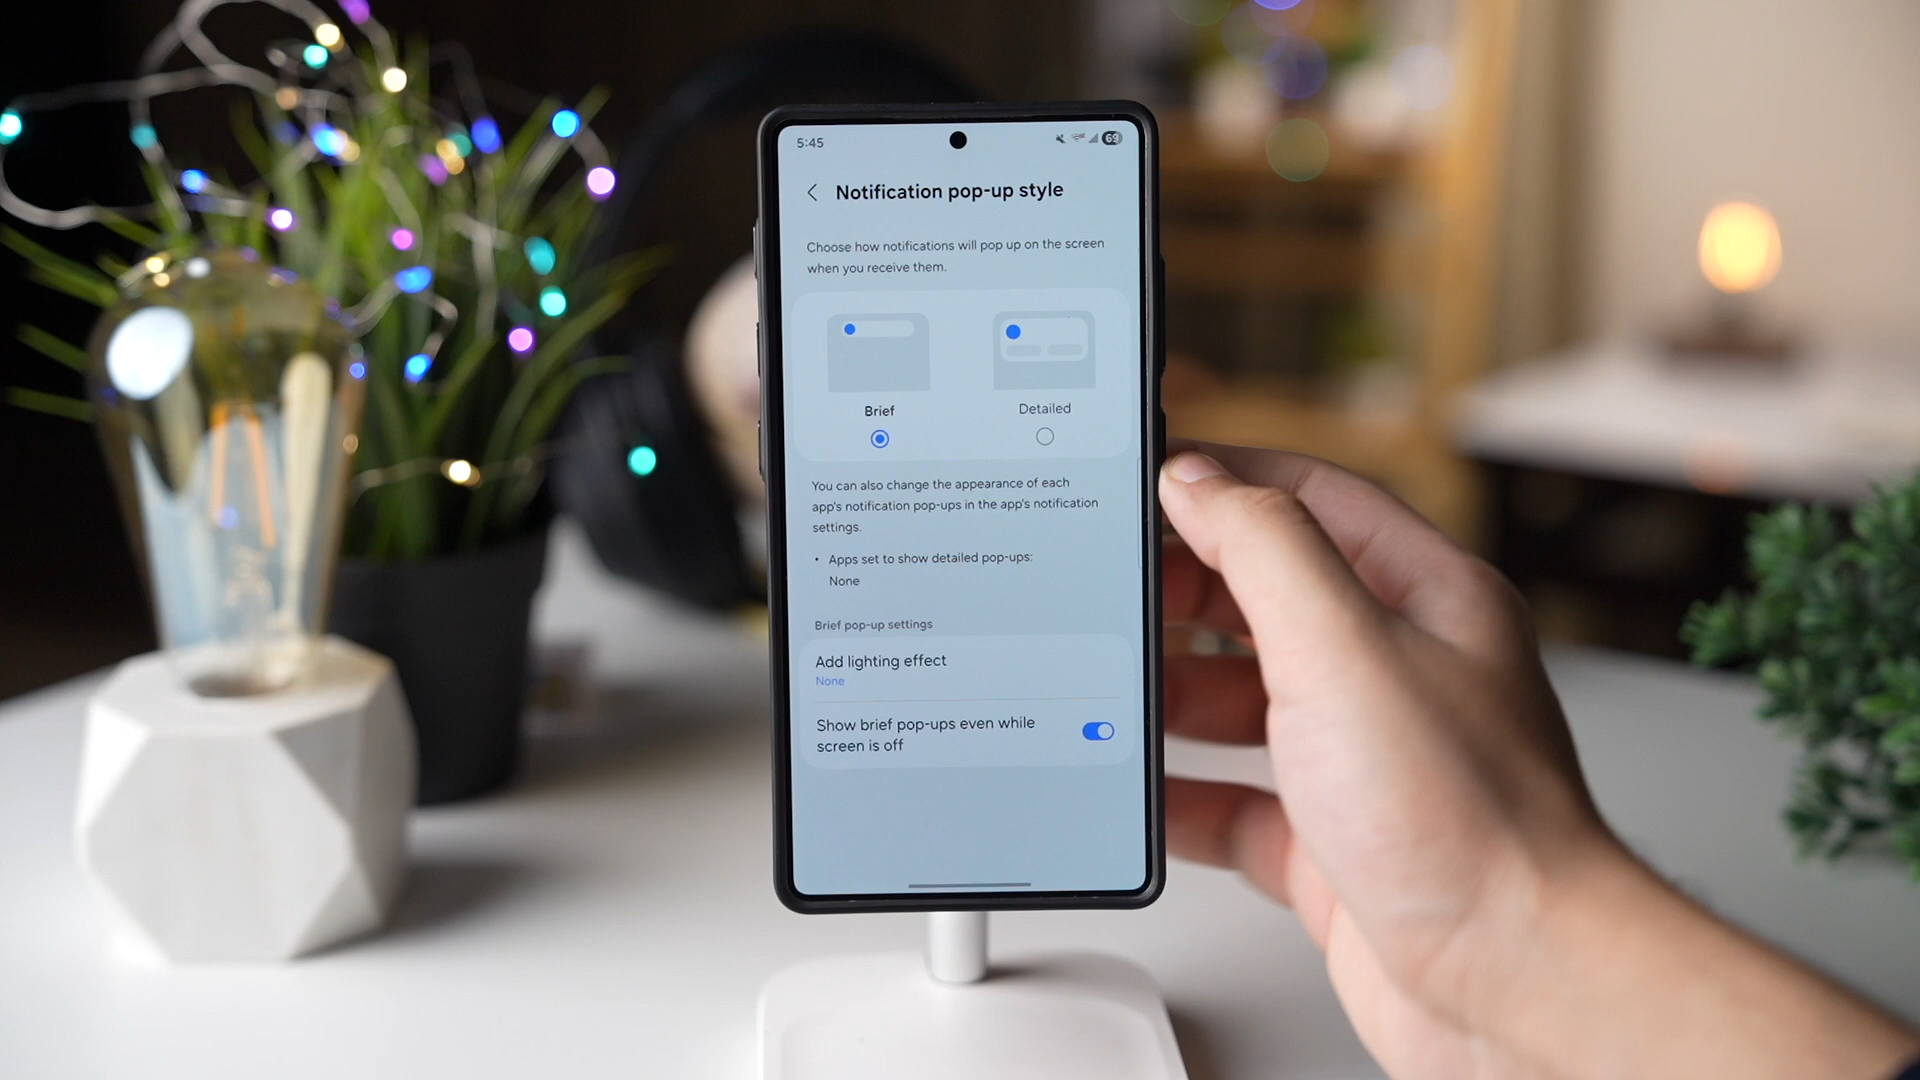 5:45
69
Notification pop-up style
Choose how notifications will pop up on the screen
when you receive them.
Brief
Detailed
You can also change the appearance of each
app's notification pop-ups in the app's notification
settings.
• Apps set to show detailed pop-ups:
None
Brief pop-up settings
Add lighting effect
None
Show brief pop-ups even while
screen is off